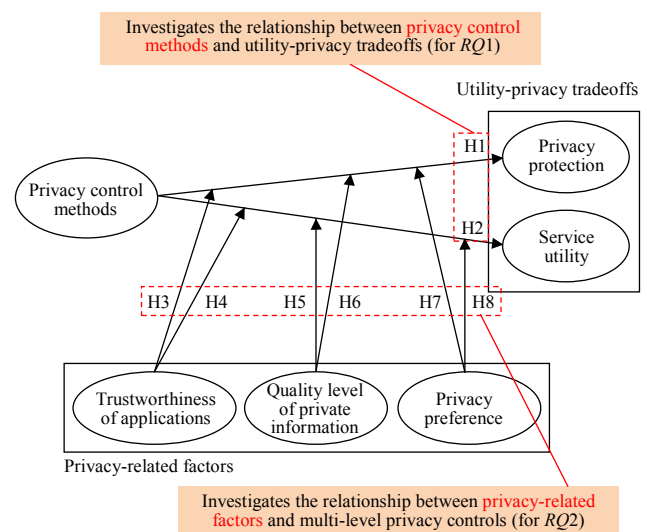 Investigates the relationship between privacy control
methods and utility-privacy tradeoffs (for RQ1)
Utility-privacy tradeoffs
H1
Privacy
protection
Privacy control
methods
H2
Service
utility
H3
H4
H5
H6
H7
H8
Trustworthiness
of applications
Quality level
of private
information
Privacy
preference
Privacy-related factors
Investigates the relationship between privacy-related
factors and multi-level privacy controls (for RQ2)